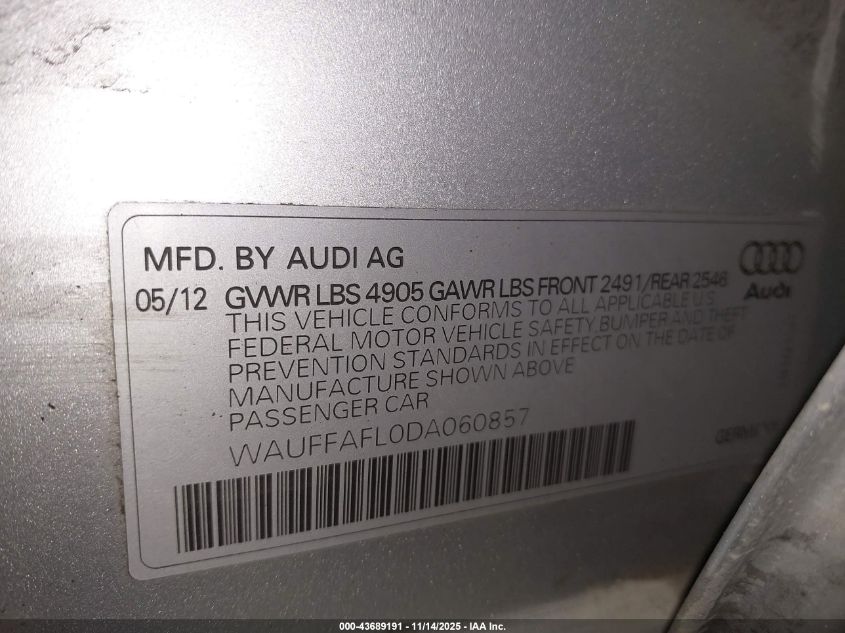 MFD. BY AUDI AG
05/12 GVWR LBS 4905 GAWR LBS FRONT 2491/REAR 2546
Audi
THIS VEHICLE CONFORMS TO ALL APPLICABLE U.S.
FEDERAL MOTOR VEHICLE SAFETY, BUMPER AND THEFT
PREVENTION STANDARDS IN EFFECT ON THE DATE OF
MANUFACTURE SHOWN ABOVE
PASSENGER CAR
WAUFFAFL0DA060857
000-43689191 - 11/14/2025 - IAA Inc.